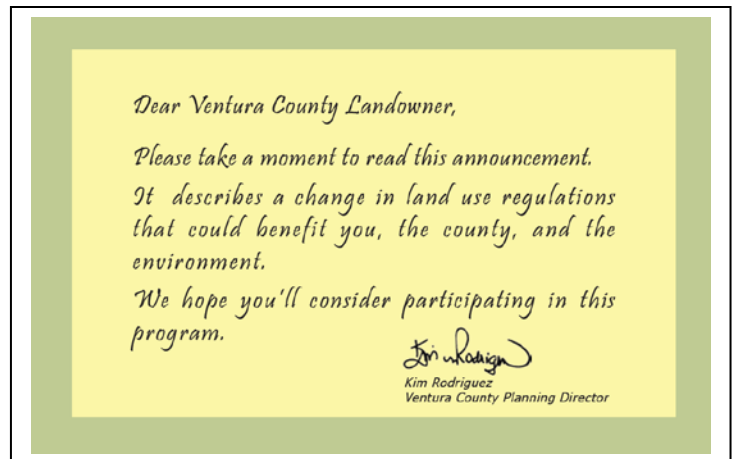 Dear Ventura County Landowner,
Please take a moment to read this announcement.
It describes a change in land use regulations
that could benefit you, the county, and the
environment.
We hope you'll consider participating in this
program.
Kim Rodriguez
Kim Rodriguez
Ventura County Planning Director